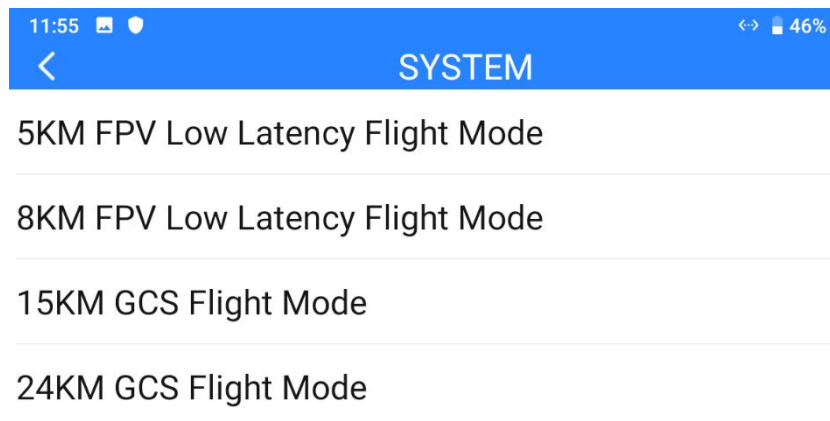 11:55
46%
SYSTEM
5KM FPV Low Latency Flight Mode
8KM FPV Low Latency Flight Mode
15KM GCS Flight Mode
24KM GCS Flight Mode